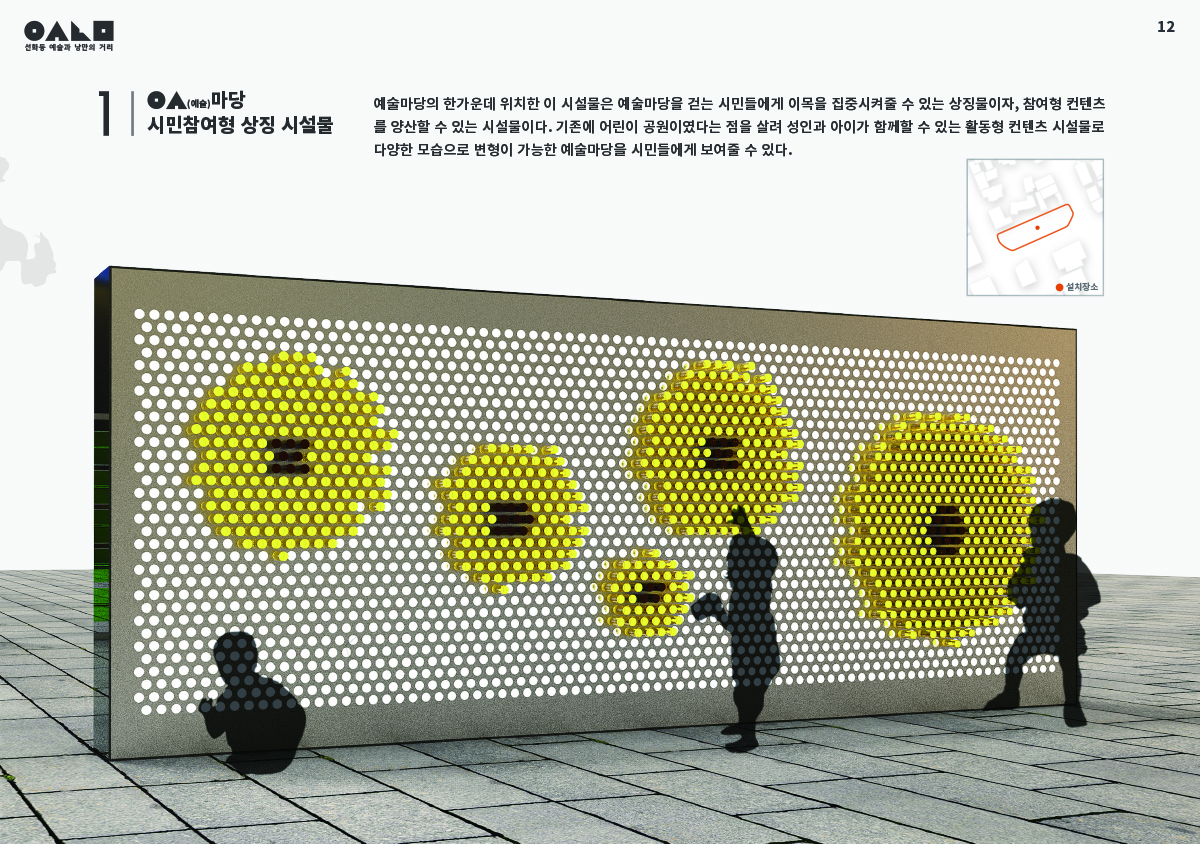 선화동 예술과 낭만의 거리
12
1
(예술)마당
시민참여형 상징 시설물
예술마당의 한가운데 위치한 이 시설물은 예술마당을 걷는 시민들에게 이목을 집중시켜줄 수 있는 상징물이자, 참여형 컨텐츠
를 양산할 수 있는 시설물이다. 기존에 어린이 공원이였다는 점을 살려 성인과 아이가 함께할 수 있는 활동형 컨텐츠 시설물로
다양한 모습으로 변형이 가능한 예술마당을 시민들에게 보여줄 수 있다.
설치장소